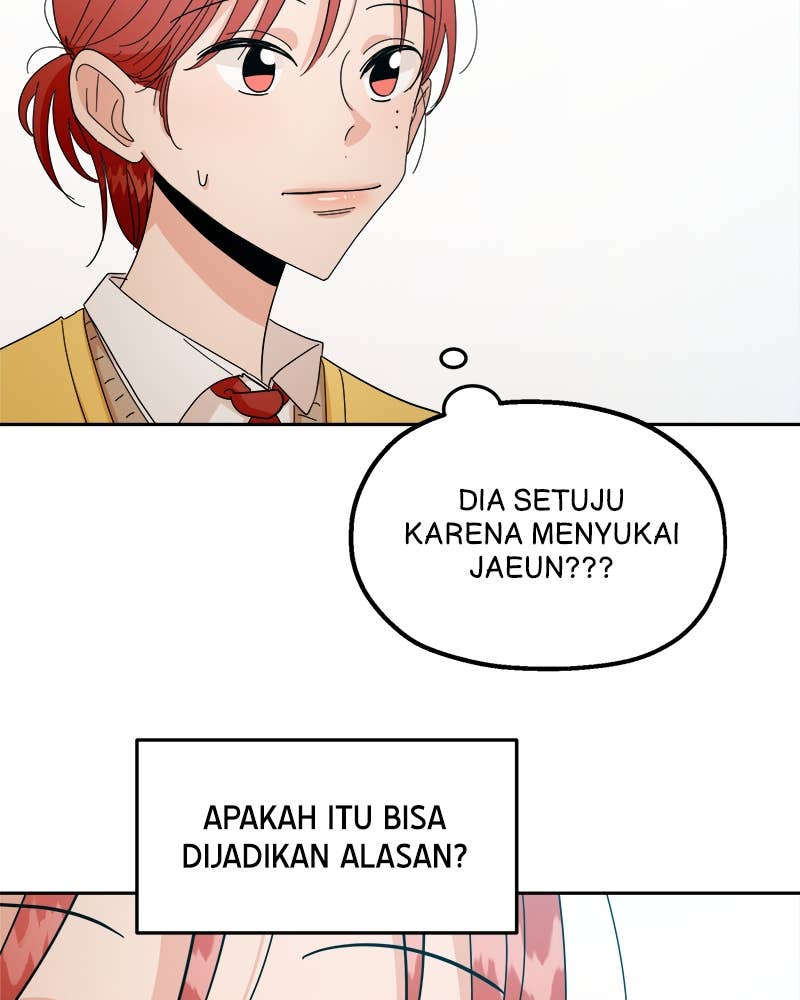 DIA SETUJU
KARENA MENYUKAI
JAEUN???
APAKAH ITU BISA
DIJADIKAN ALASAN?